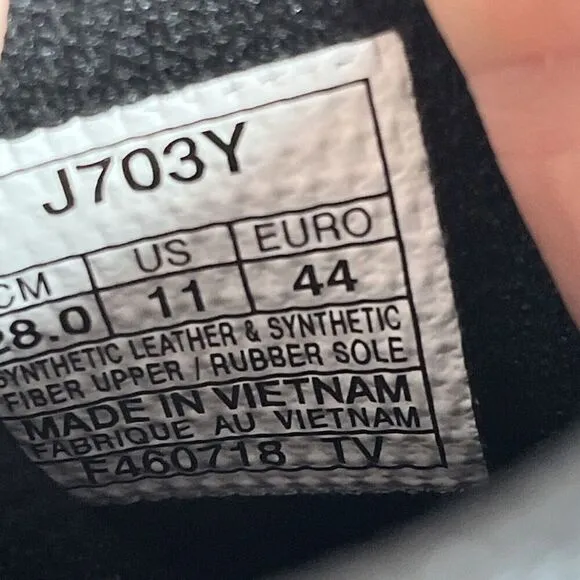 J703Y
CM US EURO
28.0 11 44
SYNTHETIC LEATHER & SYNTHETIC
FIBER UPPER / RUBBER SOLE
MADE IN VIETNAM
FABRIQUE AU VIETNAM
F460718 TV